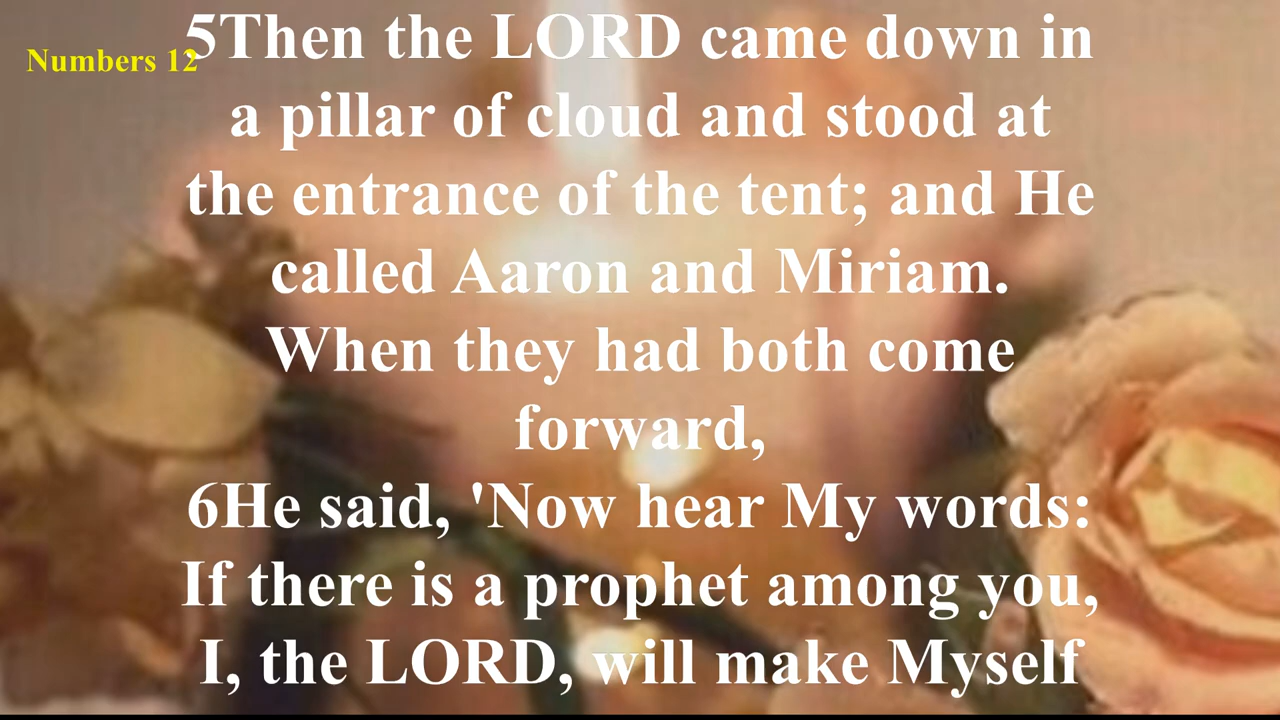 Numbers 12
5Then the LORD came down in
a pillar of cloud and stood at
the entrance of the tent; and He
called Aaron and Miriam.
When they had both come
forward,
6He said, 'Now hear My words:
If there is a prophet among you,
I, the LORD, will make Myself